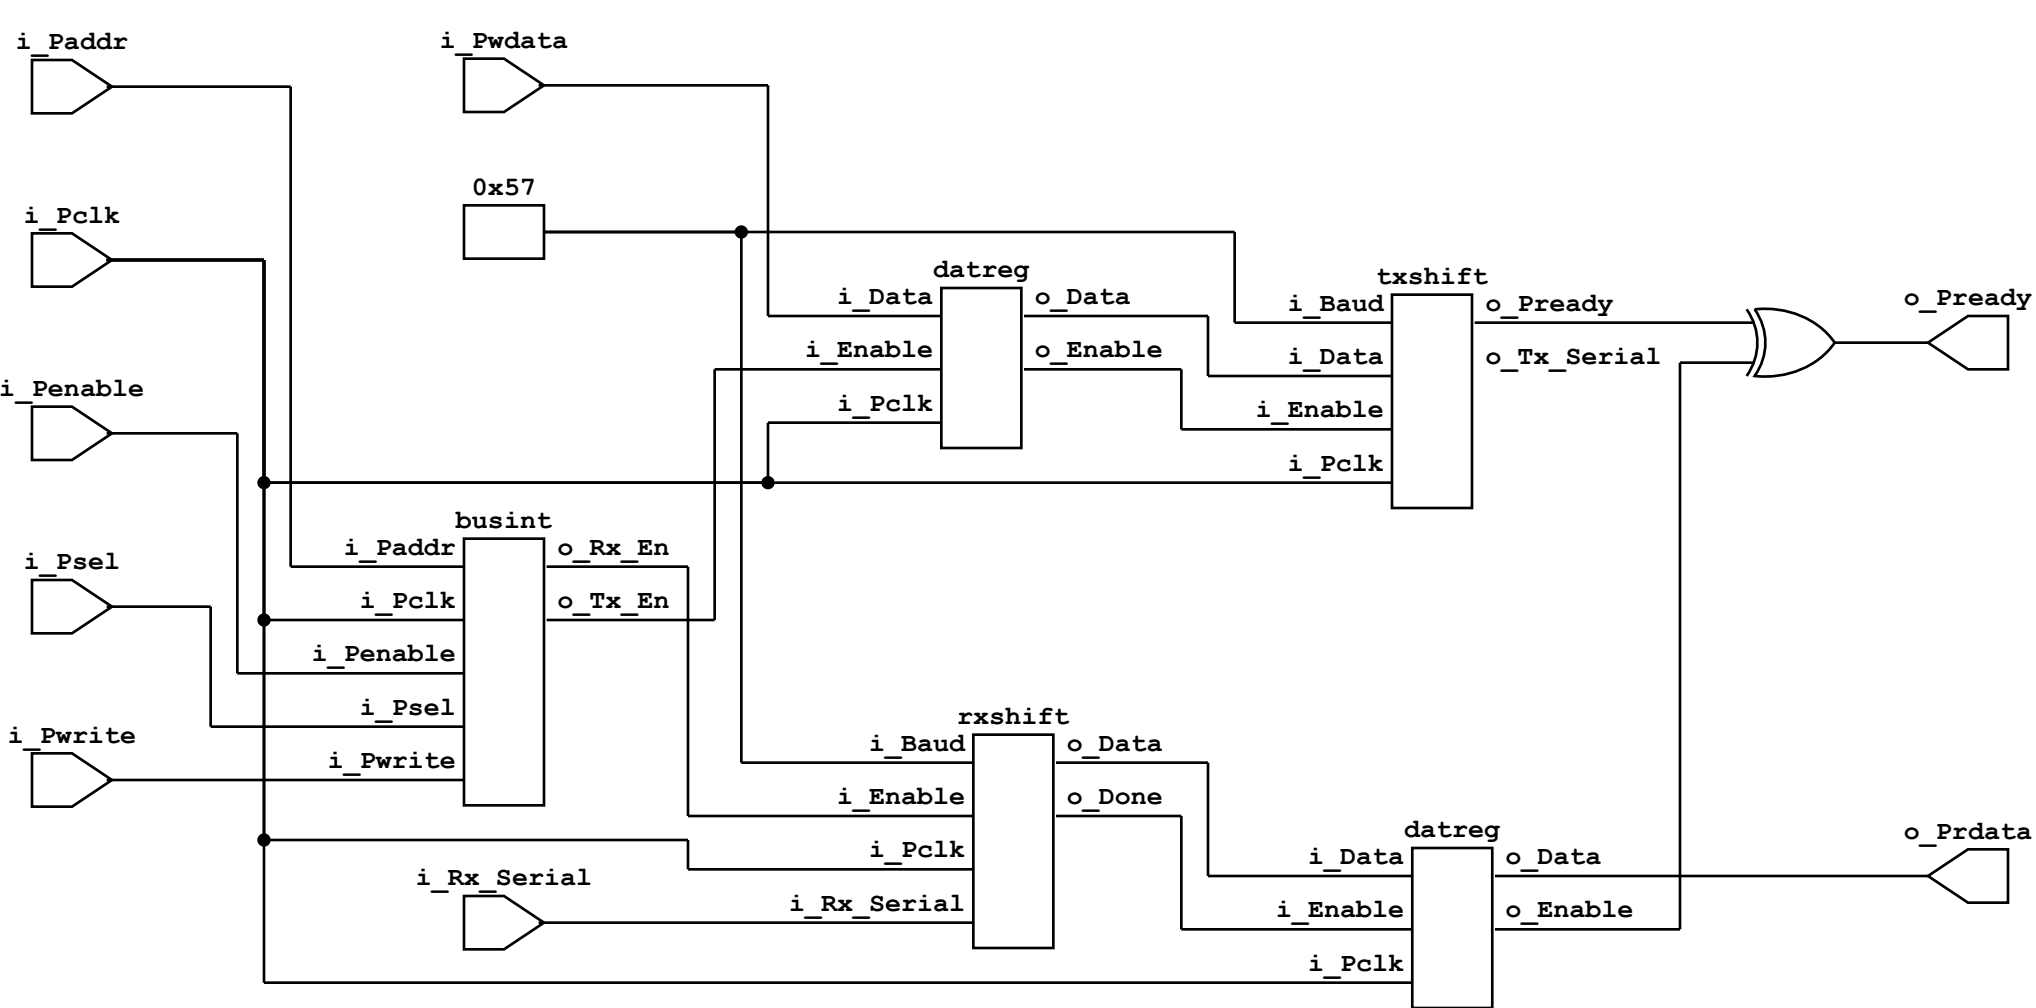 i_Paddr
i_Pwdata
0x57
i_Pclk
datreg
txshift
i_Data
o_Data
i_Baud
o_Pready
o_Pready
i_Enable
o_Enable
i_Data
o_Tx_Serial
i_Penable
i_Pclk
i_Enable
i_Pclk
busint
i_Paddr
o_Rx_En
i_Psel
i_Pclk
o_Tx_En
i_Penable
i_Psel
rxshift
i_Pwrite
i_Baud
o_Data
i_Pwrite
i_Enable
o_Done
datreg
o_Prdata
i_Pclk
i_Data
o_Data
i_Rx_Serial
i_Rx_Serial
i_Enable
o_Enable
i_Pclk